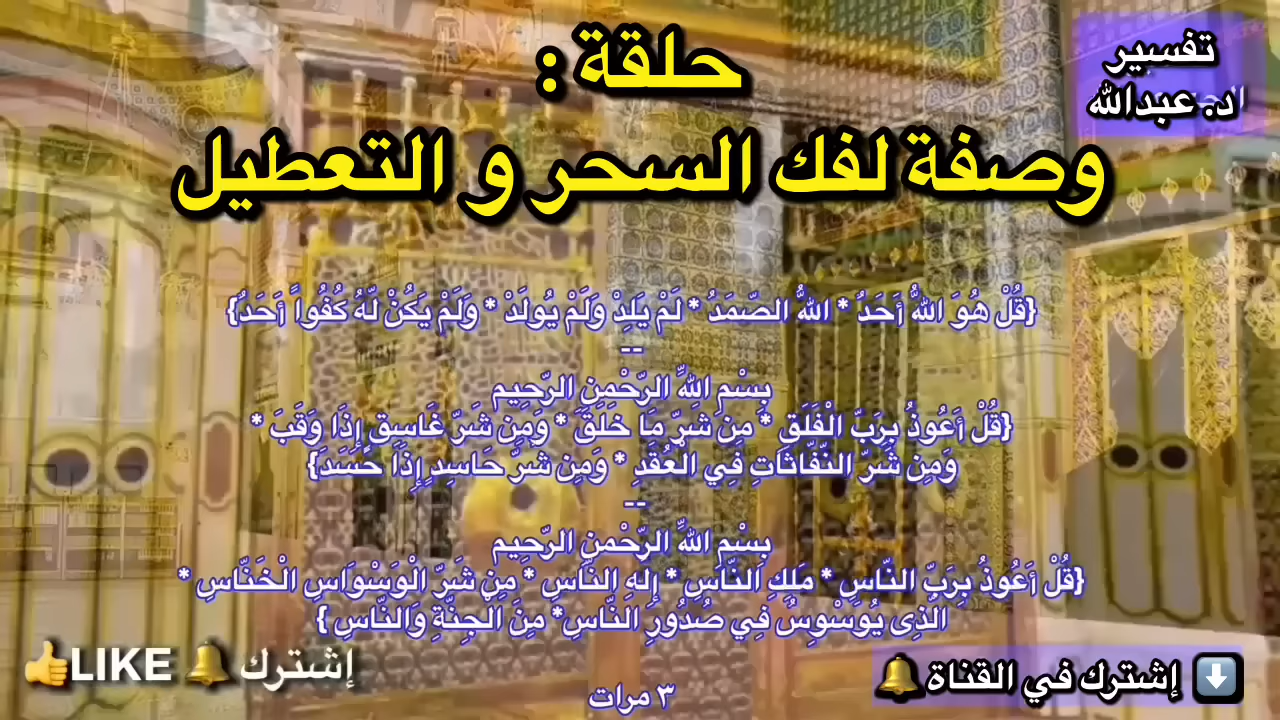 حلقة :
تفسير
د. عبدالله
وصفة لفك السحر و التعطيل
{قُلْ هُوَ اللَّهُ أَحَدٌ * اللَّهُ الصَّمَدُ * لَمْ يَلِدْ وَلَمْ يُولَدْ * وَلَمْ يَكُنْ لَّهُ كُفُواً أَحَدٌ}
--
بِسْمِ اللَّهِ الرَّحْمنِ الرَّحِيم
{قُلْ أَعُوذُ بِرَبِّ الْفَلَقِ * مِن شَرِّ مَا خَلَقَ * وَمِن شَرِّ غَاسِقٍ إِذَا وَقَبَ *
وَمِن شَرِّ النَّفَّاثَاتِ فِي الْعُقَدِ * وَمِن شَرِّ حَاسِدٍ إِذَا حَسَدَ}
--
بِسْمِ اللَّهِ الرَّحْمنِ الرَّحِيم
{قُلْ أَعُوذُ بِرَبِّ النَّاسِ * مَلِكِ النَّاسِ * إِلَهِ النَّاسِ * مِن شَرِّ الْوَسْوَاسِ الْخَنَّاسِ *
الَّذِى يُوَسْوِسُ فِي صُدُورِ النَّاسِ* مِنَ الْجِنَّةِ وَالنَّاسِ }
👍LIKE 🔔إشترك
⬇️ إشترك في القناة🔔
٣ مرات